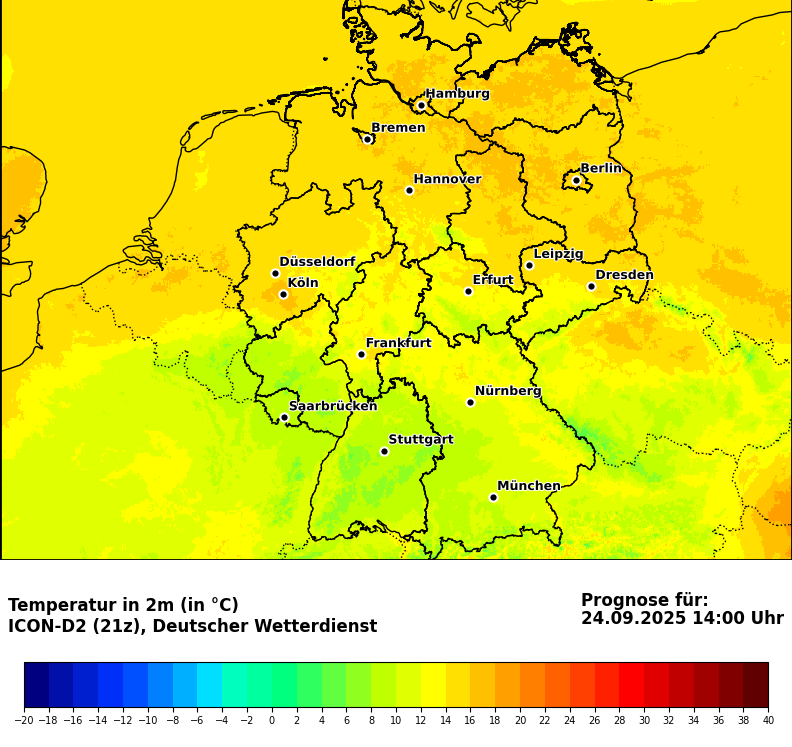 Hamburg
Bremen
Berlin
Hannover
Leipzig
Düsseldorf
Dresden
Köln
Erfurt
Frankfurt
Nürnberg
Saarbrücken
Stuttgart
München
Temperatur in 2m (in °C)
ICON-D2 (21z), Deutscher Wetterdienst
Prognose für:
24.09.2025 14:00 Uhr
−20 −18 −16 −14 −12 −10 −8 −6 −4 −2 0 2 4 6 8 10 12 14 16 18 20 22 24 26 28 30 32 34 36 38 40